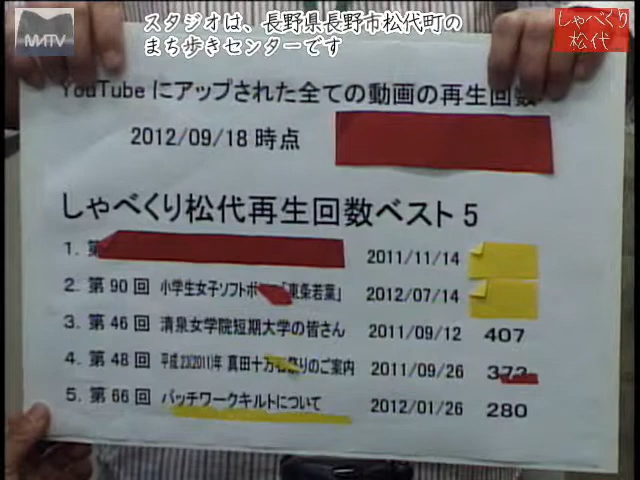 MATV
スタジオは、長野県長野市松代町の
まち歩きセンターです
しゃべくり
松代
YouTube にアップされた全ての動画の再生回数
2012/09/18 時点
しゃべくり松代再生回数ベスト 5
1. 第 2011/11/14
2. 第 90 回 小学生女子ソフトボ 「東条若葉」 2012/07/14
3. 第 46 回 清泉女学院短期大学の皆さん 2011/09/12 407
4. 第 48 回 平成23(2011)年 真田十万石祭りのご案内 2011/09/26 373
5. 第 66 回 パッチワークキルトについて 2012/01/26 280